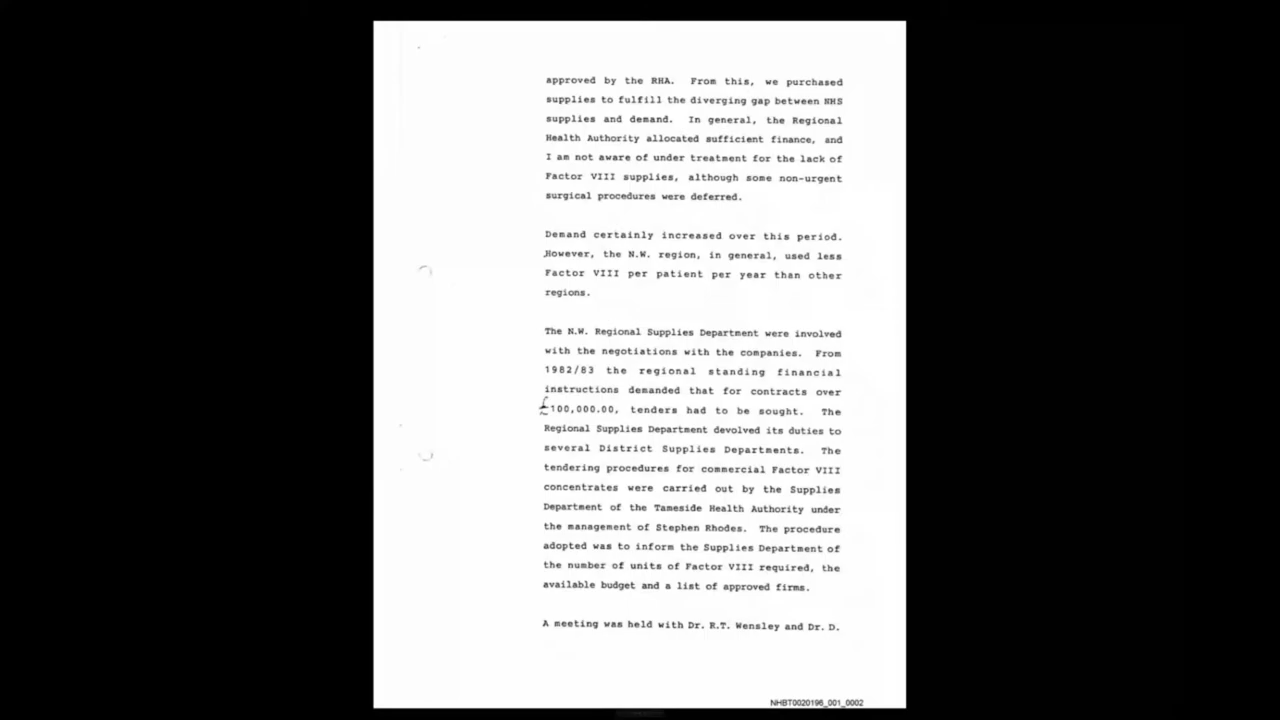 approved by the RHA. From this, we purchased
supplies to fulfill the diverging gap between NHS
supplies and demand. In general, the Regional
Health Authority allocated sufficient finance, and
I am not aware of under treatment for the lack of
Factor VIII supplies, although some non-urgent
surgical procedures were deferred.
Demand certainly increased over this period.
However, the N.W. region, in general, used less
Factor VIII per patient per year than other
regions.
The N.W. Regional Supplies Department were involved
with the negotiations with the companies. From
1982/83 the regional standing financial
instructions demanded that for contracts over
£100,000.00, tenders had to be sought. The
Regional Supplies Department devolved its duties to
several District Supplies Departments. The
tendering procedures for commercial Factor VIII
concentrates were carried out by the Supplies
Department of the Tameside Health Authority under
the management of Stephen Rhodes. The procedure
adopted was to inform the Supplies Department of
the number of units of Factor VIII required, the
available budget and a list of approved firms.
A meeting was held with Dr. R.T. Wensley and Dr. D.
NHBT0020196_001_0002